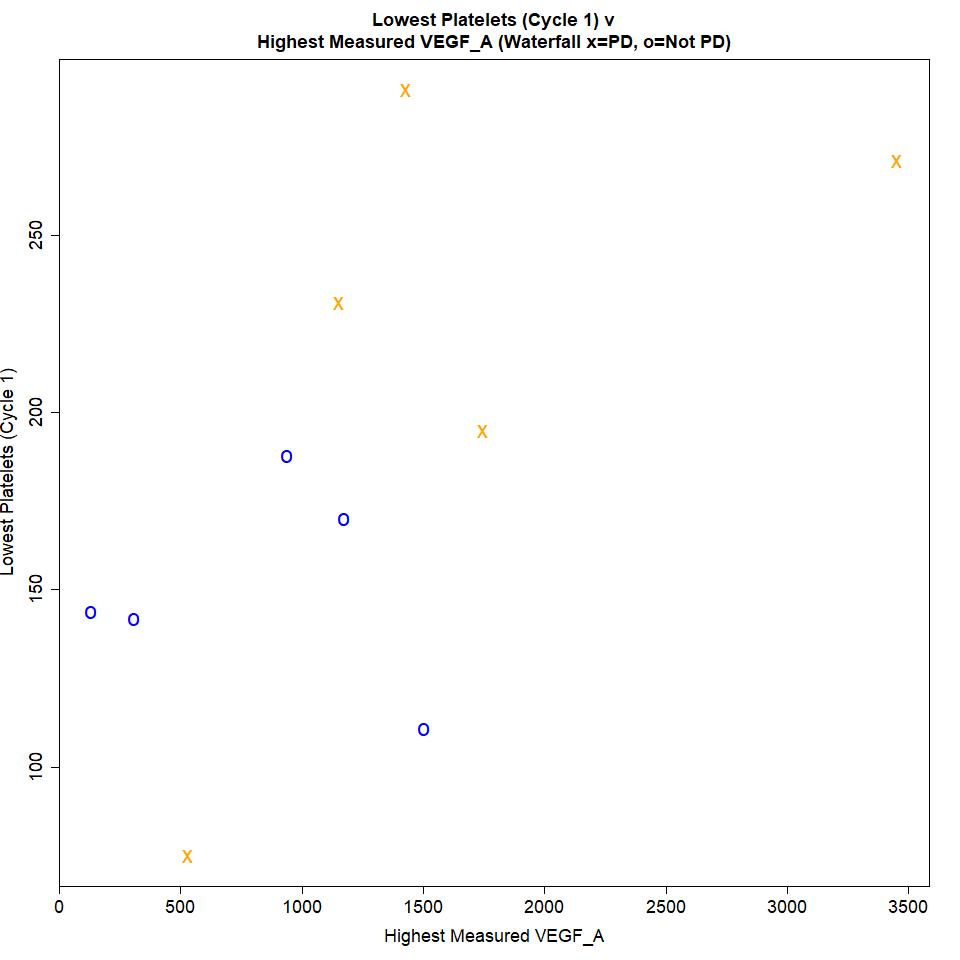 Lowest Platelets (Cycle 1) v
Highest Measured VEGF_A (Waterfall x=PD, o=Not PD)
Lowest Platelets (Cycle 1)
250
200
150
100
X
X
X
X
O
O
O
O
O
X
0 500 1000 1500 2000 2500 3000 3500
Highest Measured VEGF_A